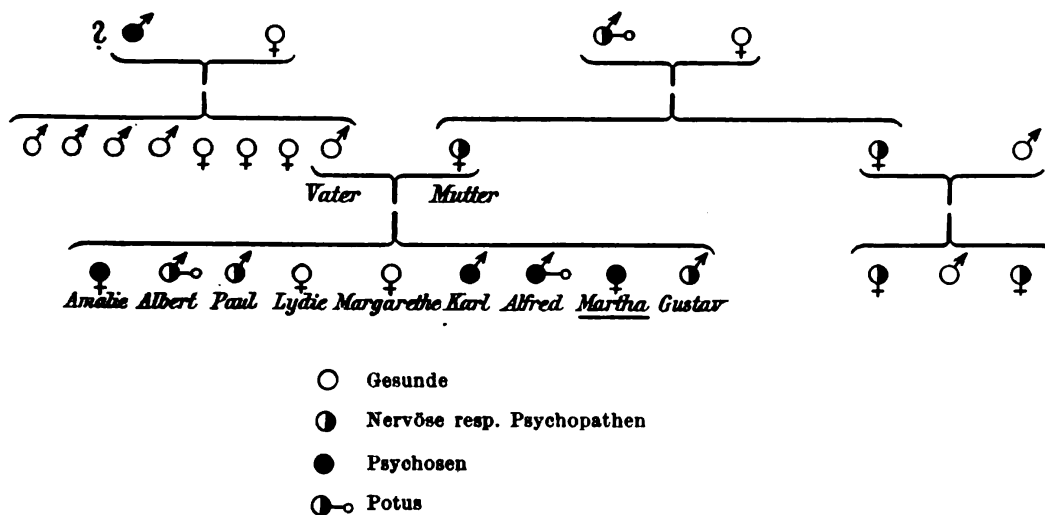 ?
Vater Mutter
Amalie Albert Paul Lydie Margarethe Karl Alfred Martha Gustav
Gesunde
Nervöse resp. Psychopathen
Psychosen
Potus